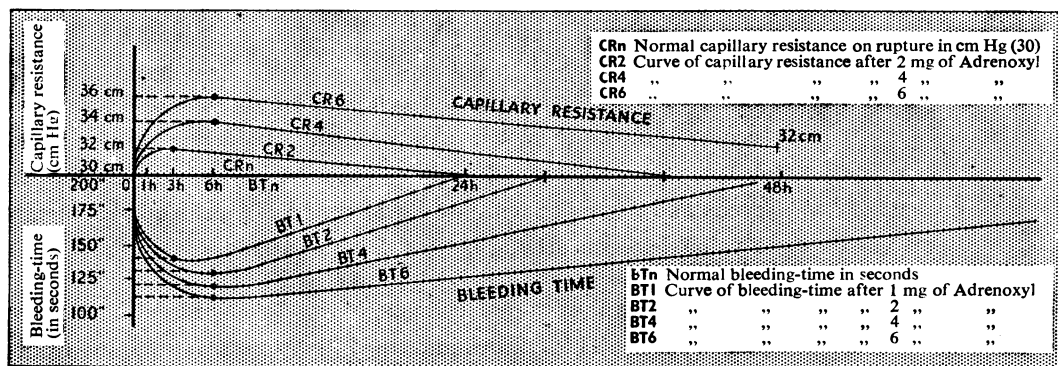 Capillary resistance
(cm Hg)
36 cm
34 cm
32 cm
30 cm
200"
175"
150"
125"
100"
Bleeding-time
(in seconds)
0 1h 3h 6h BTn 24h 48h
CR6
CR4
CR2
CRn
CAPILLARY RESISTANCE
32cm
BT1
BT2
BT4
BT6
BLEEDING TIME
CRn Normal capillary resistance on rupture in cm Hg (30)
CR2 Curve of capillary resistance after 2 mg of Adrenoxyl
CR4 ,, ,, ,, ,, 4 ,, ,,
CR6 ,, ,, ,, ,, 6 ,, ,,
bTn Normal bleeding-time in seconds
BT1 Curve of bleeding-time after 1 mg of Adrenoxyl
BT2 ,, ,, ,, ,, 2 ,, ,,
BT4 ,, ,, ,, ,, 4 ,, ,,
BT6 ,, ,, ,, ,, 6 ,, ,,